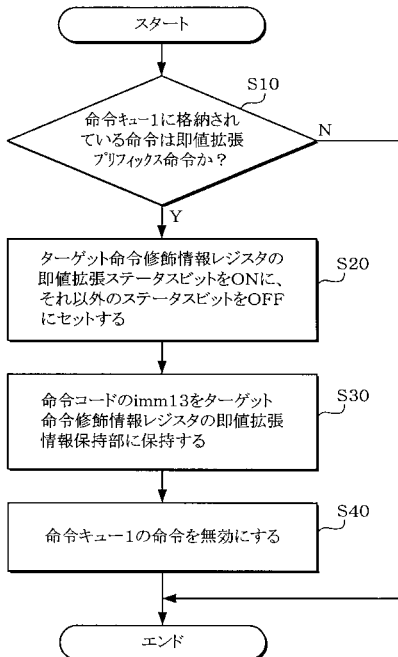 スタート
S10
命令キュー1に格納され
ている命令は即値拡張
プリフィックス命令か？
N
Y
ターゲット命令修飾情報レジスタの
即値拡張ステータスビットをONに、
それ以外のステータスビットをOFF
にセットする
S20
命令コードのimm13をターゲット
命令修飾情報レジスタの即値拡張
情報保持部に保持する
S30
命令キュー1の命令を無効にする
S40
エンド